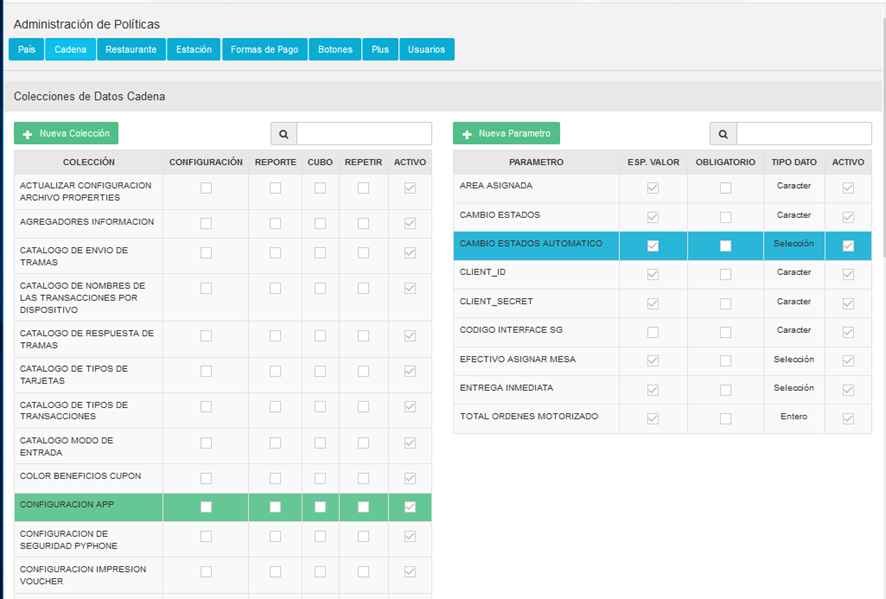 Administración de Políticas
País Cadena Restaurante Estación Formas de Pago Botones Plus Usuarios
Colecciones de Datos Cadena
Nueva Colección
COLECCIÓN CONFIGURACIÓN REPORTE CUBO REPETIR ACTIVO
ACTUALIZAR CONFIGURACION
ARCHIVO PROPERTIES
AGREGADORES INFORMACION
CATALOGO DE ENVIO DE
TRAMAS
CATALOGO DE NOMBRES DE
LAS TRANSACCIONES POR
DISPOSITIVO
CATALOGO DE RESPUESTA DE
TRAMAS
CATALOGO DE TIPOS DE
TARJETAS
CATALOGO DE TIPOS DE
TRANSACCIONES
CATALOGO MODO DE
ENTRADA
COLOR BENEFICIOS CUPON
CONFIGURACION APP
CONFIGURACION DE
SEGURIDAD PYPHONE
CONFIGURACION IMPRESION
VOUCHER
Nueva Parametro
PARAMETRO ESP. VALOR OBLIGATORIO TIPO DATO ACTIVO
AREA ASIGNADA Caracter
CAMBIO ESTADOS Caracter
CAMBIO ESTADOS AUTOMATICO Selección
CLIENT_ID Caracter
CLIENT_SECRET Caracter
CODIGO INTERFACE SG Caracter
EFECTIVO ASIGNAR MESA Selección
ENTREGA INMEDIATA Selección
TOTAL ORDENES MOTORIZADO Entero